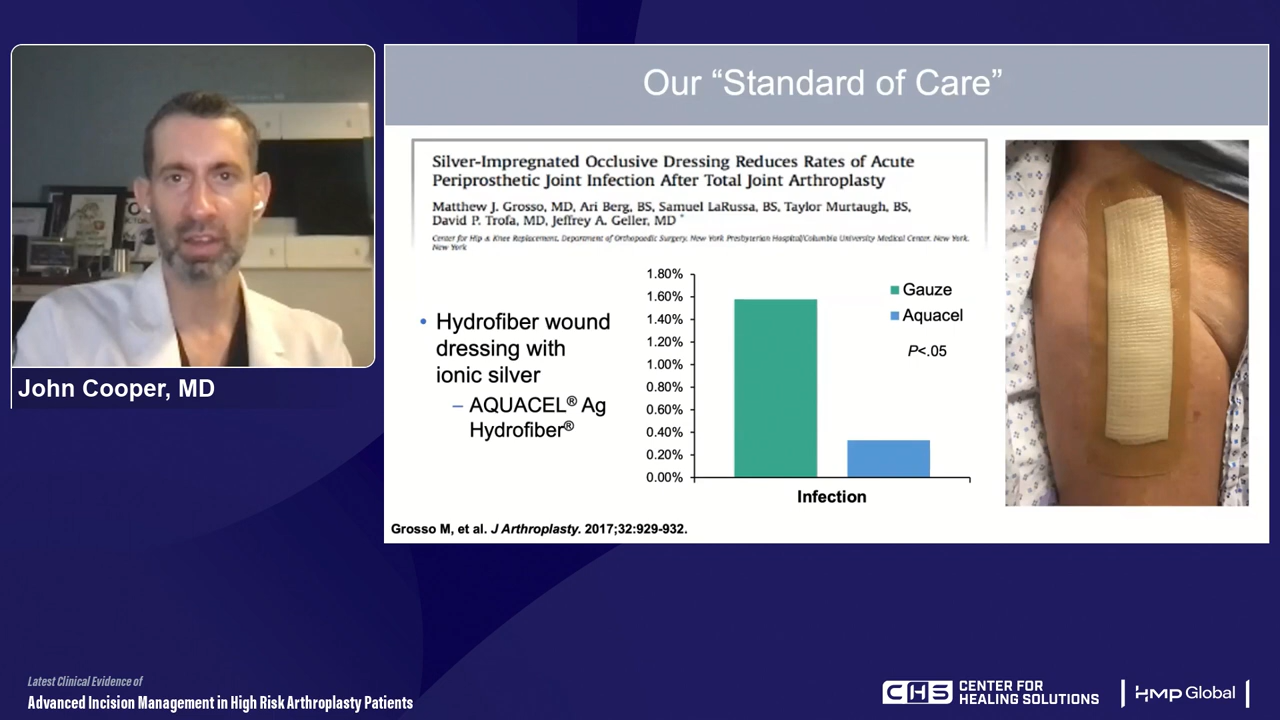 John Cooper, MD
Our “Standard of Care”
Silver-Impregnated Occlusive Dressing Reduces Rates of Acute
Periprosthetic Joint Infection After Total Joint Arthroplasty
Matthew J. Grosso, MD, Ari Berg, BS, Samuel LaRussa, BS, Taylor Murtaugh, BS,
David P. Trofa, MD, Jeffrey A. Geller, MD *
Center for Hip & Knee Replacement, Department of Orthopaedic Surgery, New York Presbyterian Hospital/Columbia University Medical Center, New York,
New York
• Hydrofiber wound
dressing with
ionic silver
– AQUACEL® Ag
Hydrofiber®
1.80%
1.60%
1.40%
1.20%
1.00%
0.80%
0.60%
0.40%
0.20%
0.00%
Gauze
Aquacel
P<.05
Infection
Grosso M, et al. J Arthroplasty. 2017;32:929-932.
Latest Clinical Evidence of
Advanced Incision Management in High Risk Arthroplasty Patients
CHS CENTER FOR
HEALING SOLUTIONS
HMP Global